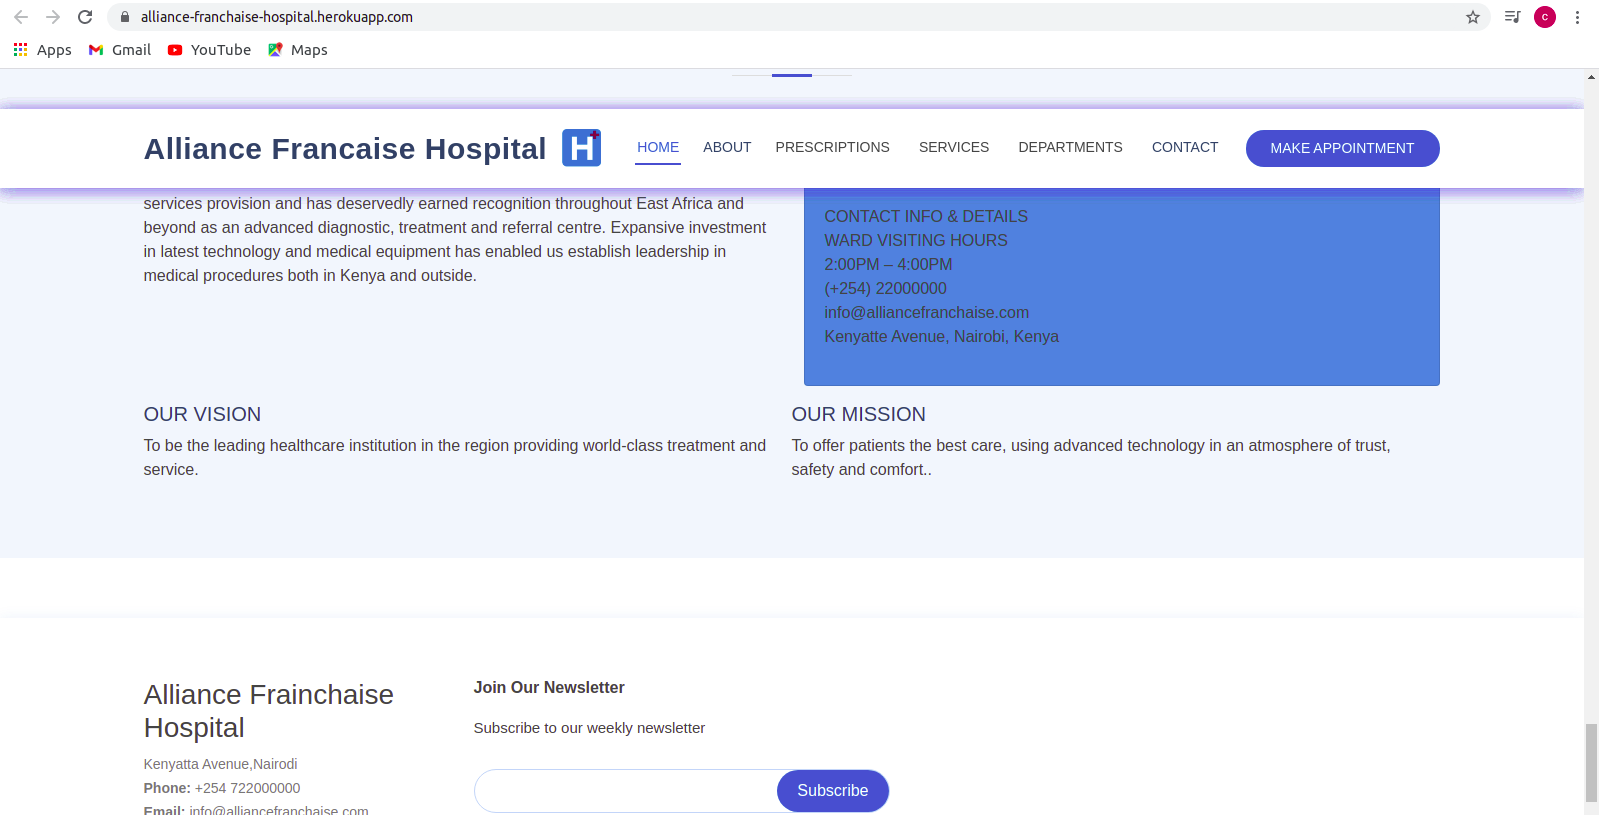 alliance-franchaise-hospital.herokuapp.com
C
Apps Gmail YouTube Maps
Alliance Francaise Hospital H HOME ABOUT PRESCRIPTIONS SERVICES DEPARTMENTS CONTACT MAKE APPOINTMENT
services provision and has deservedly earned recognition throughout East Africa and
beyond as an advanced diagnostic, treatment and referral centre. Expansive investment
in latest technology and medical equipment has enabled us establish leadership in
medical procedures both in Kenya and outside.
CONTACT INFO & DETAILS
WARD VISITING HOURS
2:00PM – 4:00PM
(+254) 22000000
info@alliancefranchaise.com
Kenyatte Avenue, Nairobi, Kenya
OUR VISION
To be the leading healthcare institution in the region providing world-class treatment and
service.
OUR MISSION
To offer patients the best care, using advanced technology in an atmosphere of trust,
safety and comfort..
Alliance Frainchaise
Hospital
Kenyatta Avenue,Nairodi
Phone: +254 722000000
Email: info@alliancefranchaise.com
Join Our Newsletter
Subscribe to our weekly newsletter
Subscribe